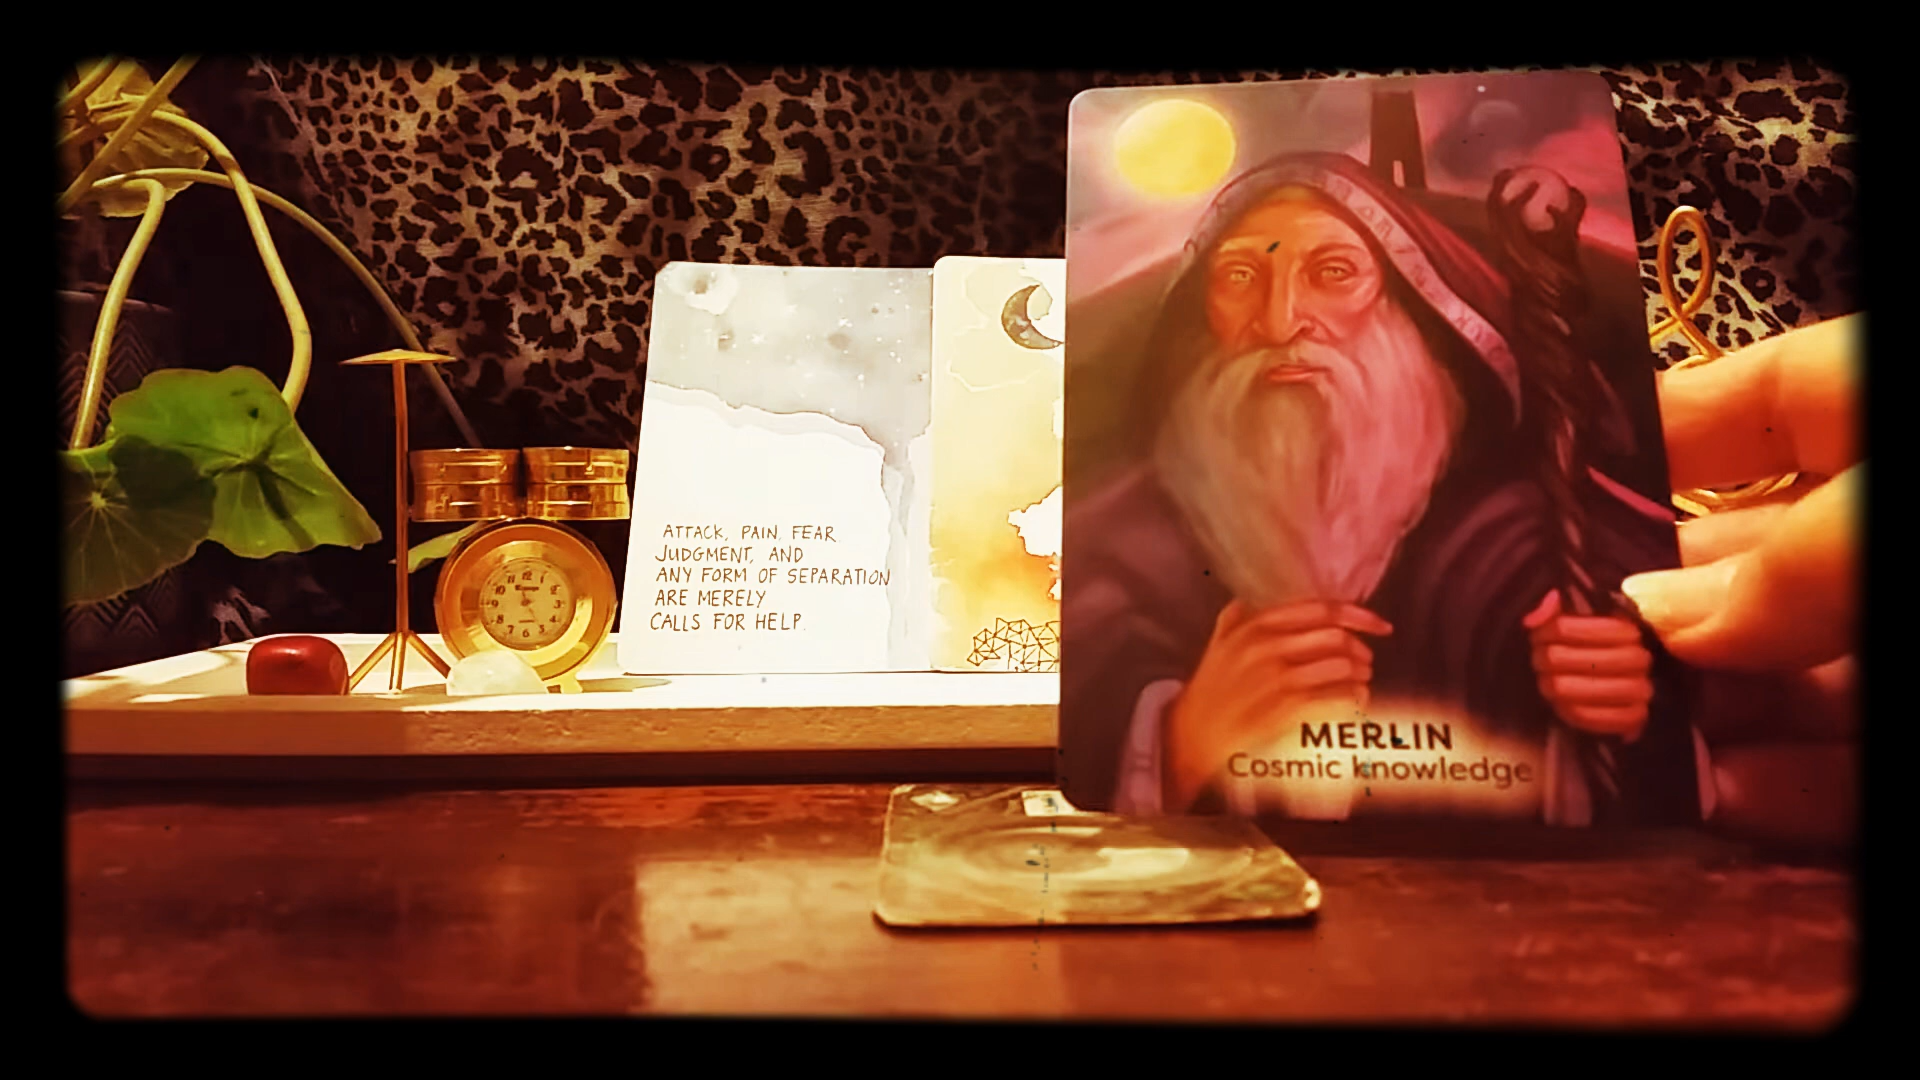 ATTACK, PAIN, FEAR
JUDGMENT, AND
ANY FORM OF SEPARATION
ARE MERELY
CALLS FOR HELP.
MERLIN
Cosmic knowledge